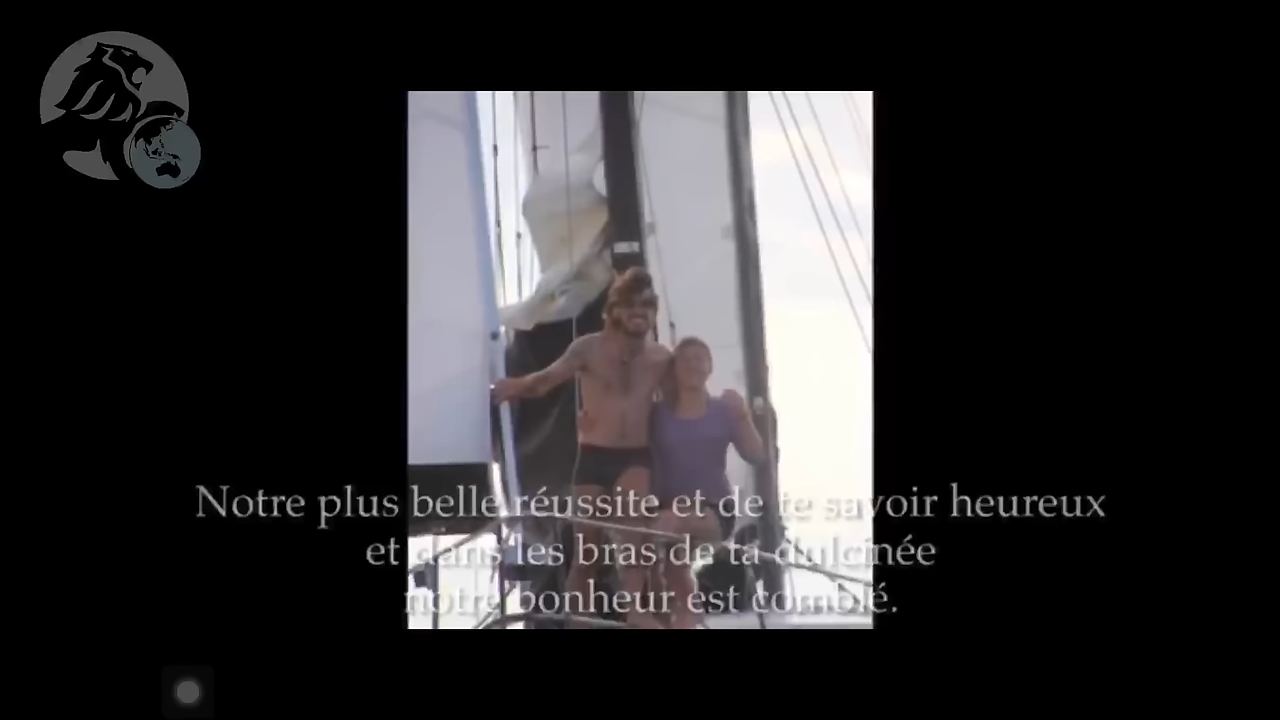 Notre plus belle réussite et de te savoir heureux
et dans les bras de ta dulcinée
notre bonheur est comblé.